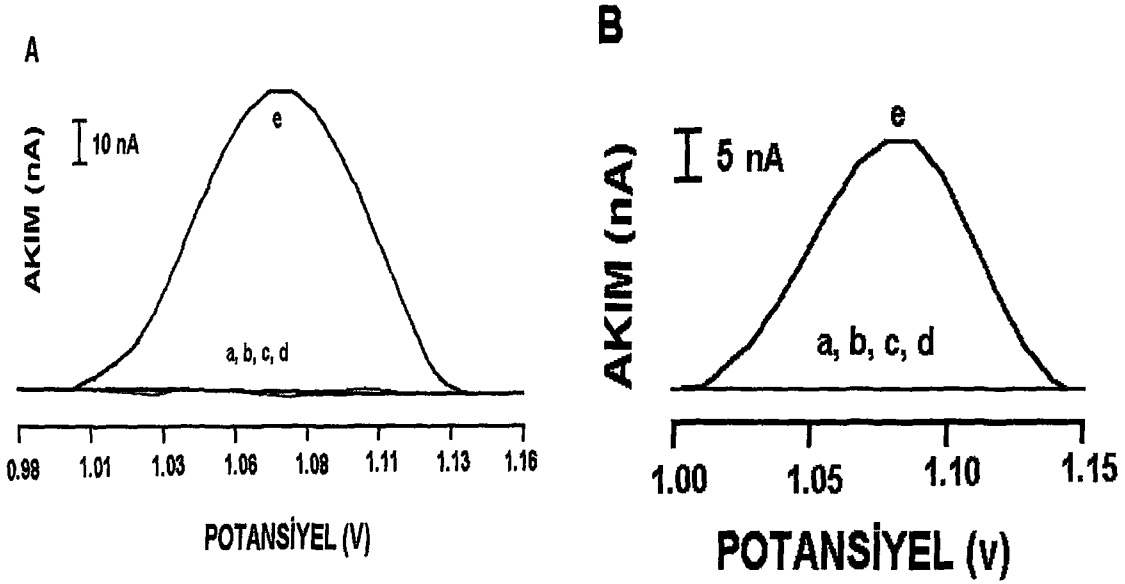 A
10 nA
AKIM (nA)
e
a, b, c, d
0.98 1.01 1.03 1.06 1.08 1.11 1.13 1.16
POTANSİYEL (V)
B
5 nA
AKIM (nA)
e
a, b, c, d
1.00 1.05 1.10 1.15
POTANSİYEL (v)